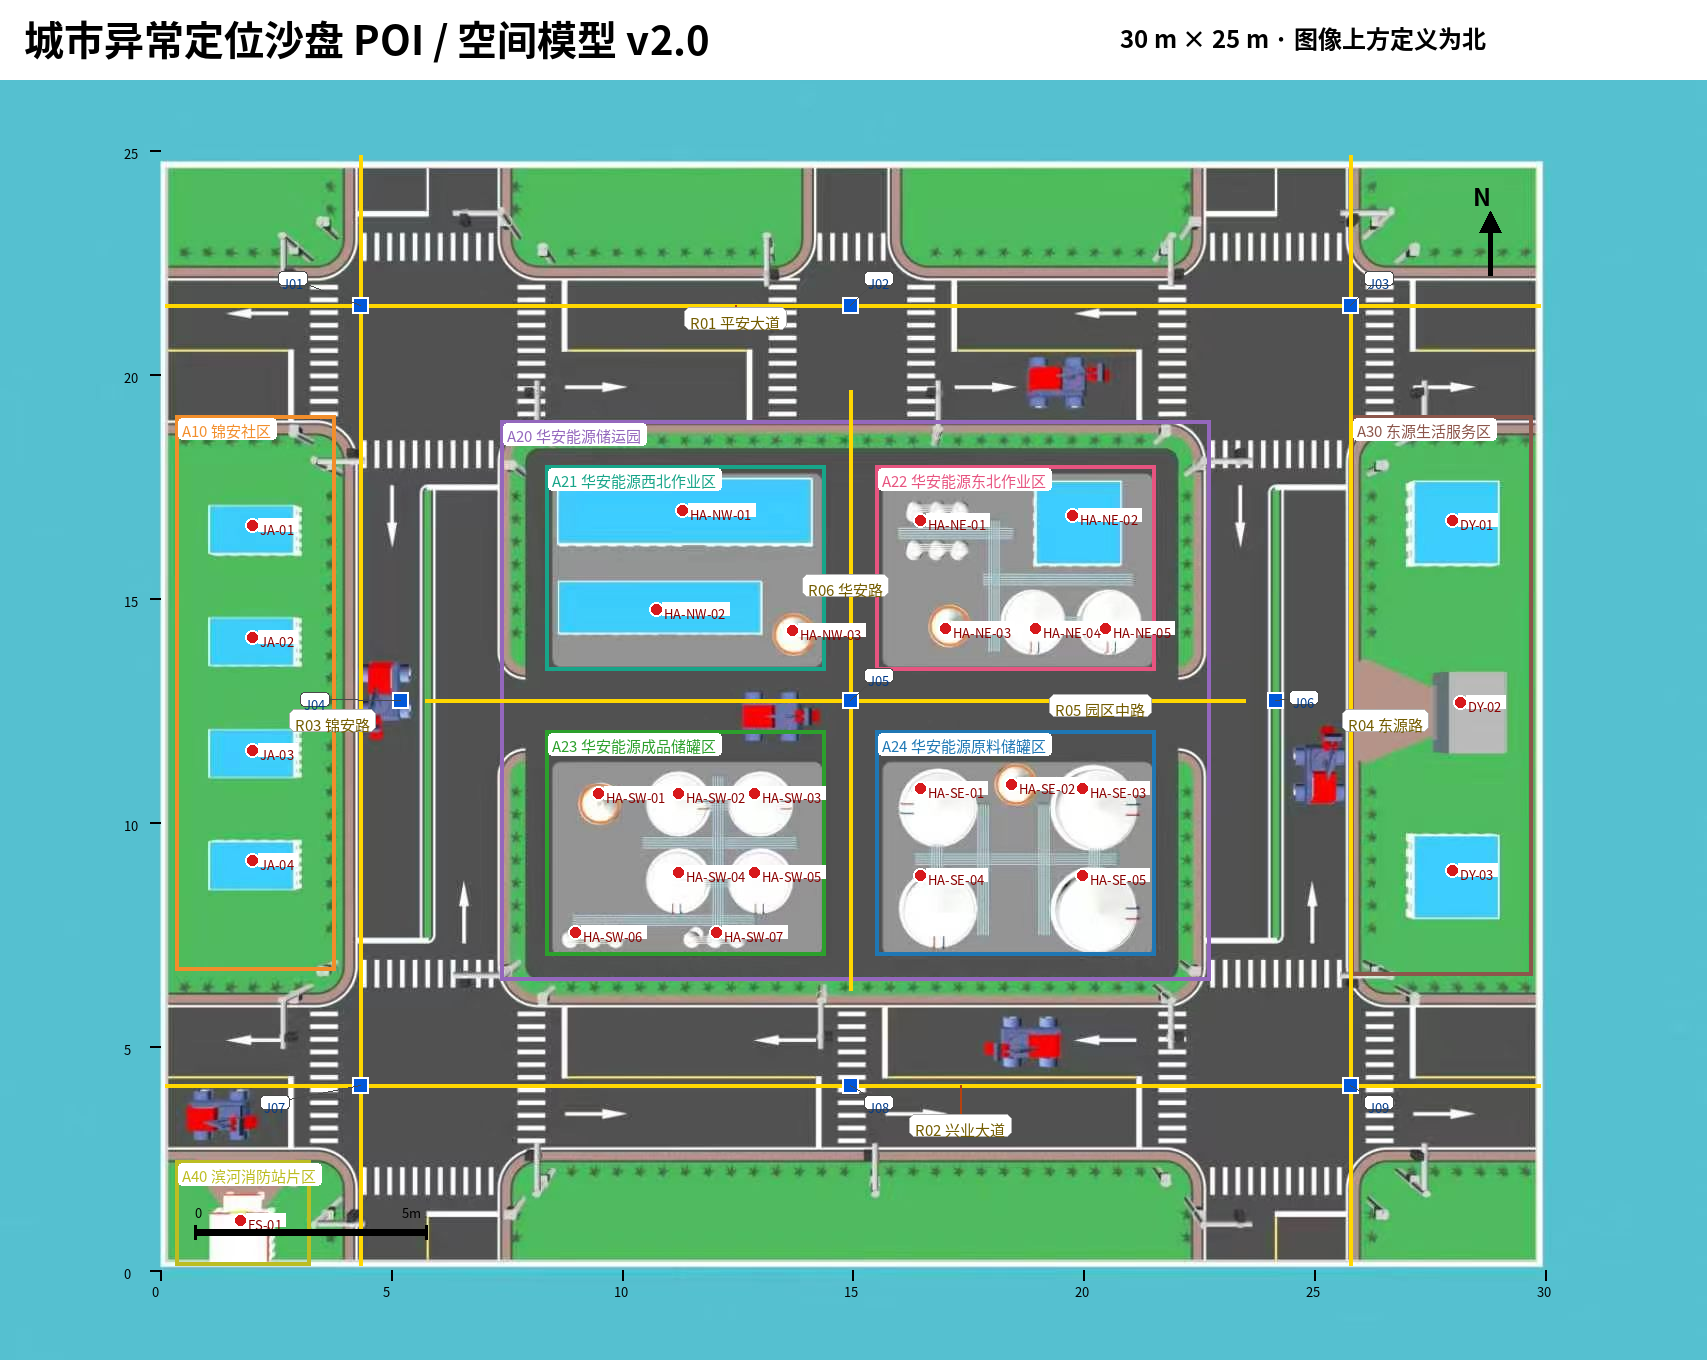 城市异常定位沙盘 POI / 空间模型 v2.0
30 m × 25 m · 图像上方定义为北
25
N
J01
J02
J03
R01 平安大道
20
A10 锦安社区
A20 华安能源储运园
A30 东源生活服务区
A21 华安能源西北作业区
A22 华安能源东北作业区
HA-NW-01
HA-NE-01
HA-NE-02
DY-01
JA-01
15
R06 华安路
HA-NW-02
HA-NW-03
HA-NE-03
HA-NE-04
HA-NE-05
JA-02
J05
J04
J06
R03 锦安路
R05 园区中路
R04 东源路
DY-02
A23 华安能源成品储罐区
A24 华安能源原料储罐区
JA-03
HA-SW-01
HA-SW-02
HA-SW-03
HA-SE-01
HA-SE-02
HA-SE-03
10
JA-04
HA-SW-04
HA-SW-05
HA-SE-04
HA-SE-05
DY-03
HA-SW-06
HA-SW-07
5
J07
J08
J09
R02 兴业大道
A40 滨河消防站片区
0
5m
FS-01
0
0
5
10
15
20
25
30